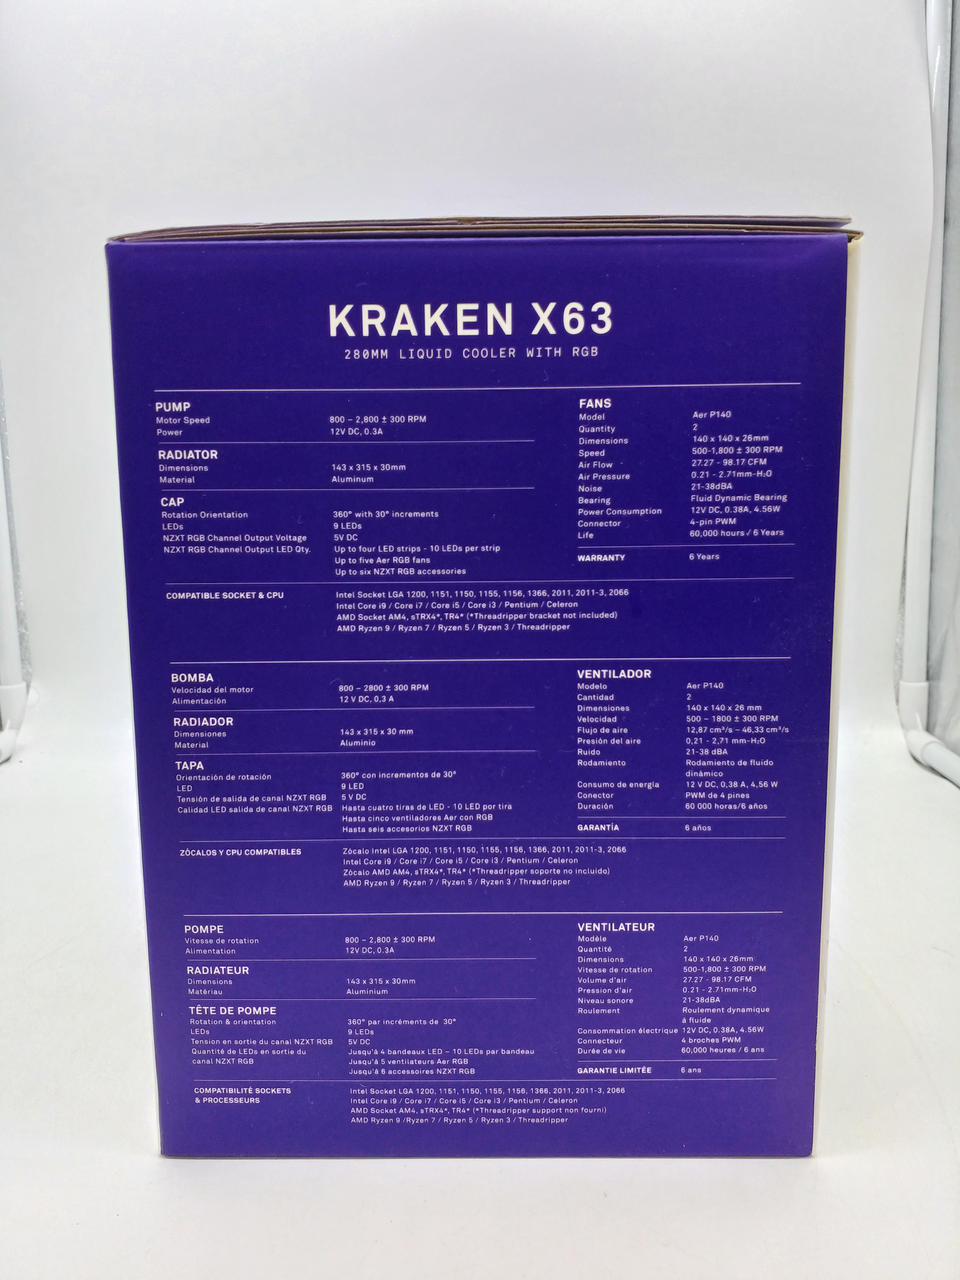 KRAKEN X63
280MM LIQUID COOLER WITH RGB
PUMP
Motor Speed 800 – 2,800 ± 300 RPM
Power 12V DC, 0.3A
RADIATOR
Dimensions 143 x 315 x 30mm
Material Aluminum
CAP
Rotation Orientation 360° with 30° increments
LEDs 9 LEDs
NZXT RGB Channel Output Voltage 5V DC
NZXT RGB Channel Output LED Qty. Up to four LED strips - 10 LEDs per strip
Up to five Aer RGB fans
Up to six NZXT RGB accessories
FANS
Model Aer P140
Quantity 2
Dimensions 140 x 140 x 26mm
Speed 500-1,800 ± 300 RPM
Air Flow 27.27 - 98.17 CFM
Air Pressure 0.21 - 2.71mm-H₂O
Noise 21-38dBA
Bearing Fluid Dynamic Bearing
Power Consumption 12V DC, 0.38A, 4.56W
Connector 4-pin PWM
Life 60,000 hours / 6 Years
WARRANTY 6 Years
COMPATIBLE SOCKET & CPU Intel Socket LGA 1200, 1151, 1150, 1155, 1156, 1366, 2011, 2011-3, 2066
Intel Core i9 / Core i7 / Core i5 / Core i3 / Pentium / Celeron
AMD Socket AM4, sTRX4*, TR4* (*Threadripper bracket not included)
AMD Ryzen 9 / Ryzen 7 / Ryzen 5 / Ryzen 3 / Threadripper
BOMBA
Velocidad del motor 800 – 2800 ± 300 RPM
Alimentación 12 V DC, 0,3 A
RADIADOR
Dimensiones 143 x 315 x 30 mm
Material Aluminio
TAPA
Orientación de rotación 360° con incrementos de 30°
LED 9 LED
Tensión de salida de canal NZXT RGB 5 V DC
Calidad LED salida de canal NZXT RGB Hasta cuatro tiras de LED - 10 LED por tira
Hasta cinco ventiladores Aer con RGB
Hasta seis accesorios NZXT RGB
VENTILADOR
Modelo Aer P140
Cantidad 2
Dimensiones 140 x 140 x 26 mm
Velocidad 500 – 1800 ± 300 RPM
Flujo de aire 12,87 cm³/s – 46,33 cm³/s
Presión del aire 0,21 - 2,71 mm-H₂O
Ruido 21-38 dBA
Rodamiento Rodamiento de fluido
dinámico
Consumo de energía 12 V DC, 0,38 A, 4,56 W
Conector PWM de 4 pines
Duración 60 000 horas/6 años
GARANTÍA 6 años
ZÓCALOS Y CPU COMPATIBLES Zócalo Intel LGA 1200, 1151, 1150, 1155, 1156, 1366, 2011, 2011-3, 2066
Intel Core i9 / Core i7 / Core i5 / Core i3 / Pentium / Celeron
Zócalo AMD AM4, sTRX4*, TR4* (*Threadripper soporte no incluido)
AMD Ryzen 9 / Ryzen 7 / Ryzen 5 / Ryzen 3 / Threadripper
POMPE
Vitesse de rotation 800 – 2,800 ± 300 RPM
Alimentation 12V DC, 0.3A
RADIATEUR
Dimensions 143 x 315 x 30mm
Matériau Aluminium
TÊTE DE POMPE
Rotation & orientation 360° par incréments de 30°
LEDs 9 LEDs
Tension en sortie du canal NZXT RGB 5V DC
Quantité de LEDs en sortie du Jusqu'à 4 bandeaux LED – 10 LEDs par bandeau
canal NZXT RGB Jusqu'à 5 ventilateurs Aer RGB
Jusqu'à 6 accessoires NZXT RGB
VENTILATEUR
Modèle Aer P140
Quantité 2
Dimensions 140 x 140 x 26mm
Vitesse de rotation 500-1,800 ± 300 RPM
Volume d'air 27.27 - 98.17 CFM
Pression d'air 0.21 - 2.71mm-H₂O
Niveau sonore 21-38dBA
Roulement Roulement dynamique
à fluide
Consommation électrique 12V DC, 0.38A, 4.56W
Connecteur 4 broches PWM
Durée de vie 60,000 heures / 6 ans
GARANTIE LIMITÉE 6 ans
COMPATIBILITÉ SOCKETS Intel Socket LGA 1200, 1151, 1150, 1155, 1156, 1366, 2011, 2011-3, 2066
& PROCESSEURS Intel Core i9 / Core i7 / Core i5 / Core i3 / Pentium / Celeron
AMD Socket AM4, sTRX4*, TR4* (*Threadripper support non fourni)
AMD Ryzen 9 /Ryzen 7 / Ryzen 5 / Ryzen 3 / Threadripper